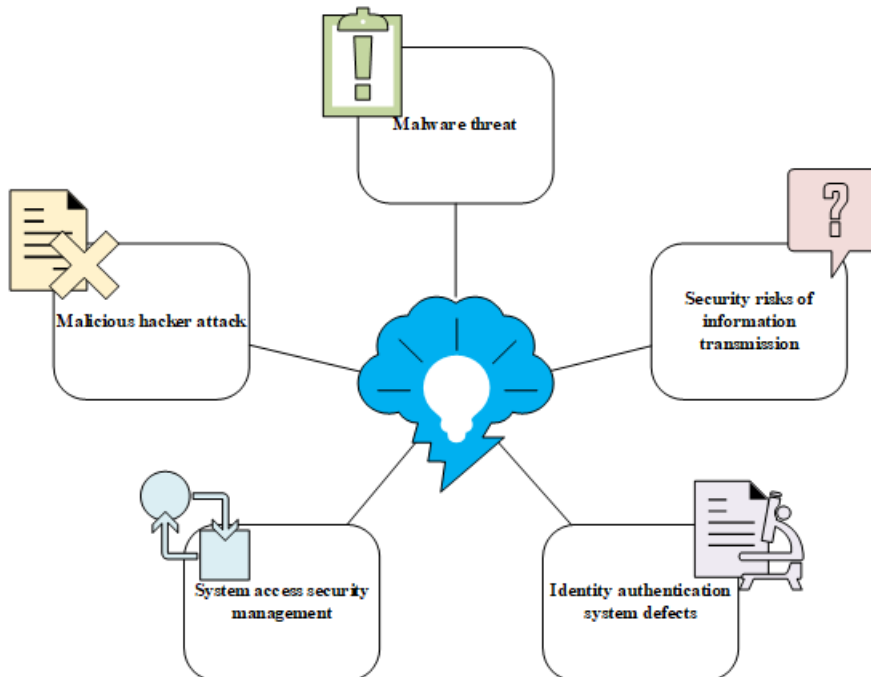 Malware threat
Malicious hacker attack
Security risks of
information
transmission
System access security
management
Identity authentication
system defects